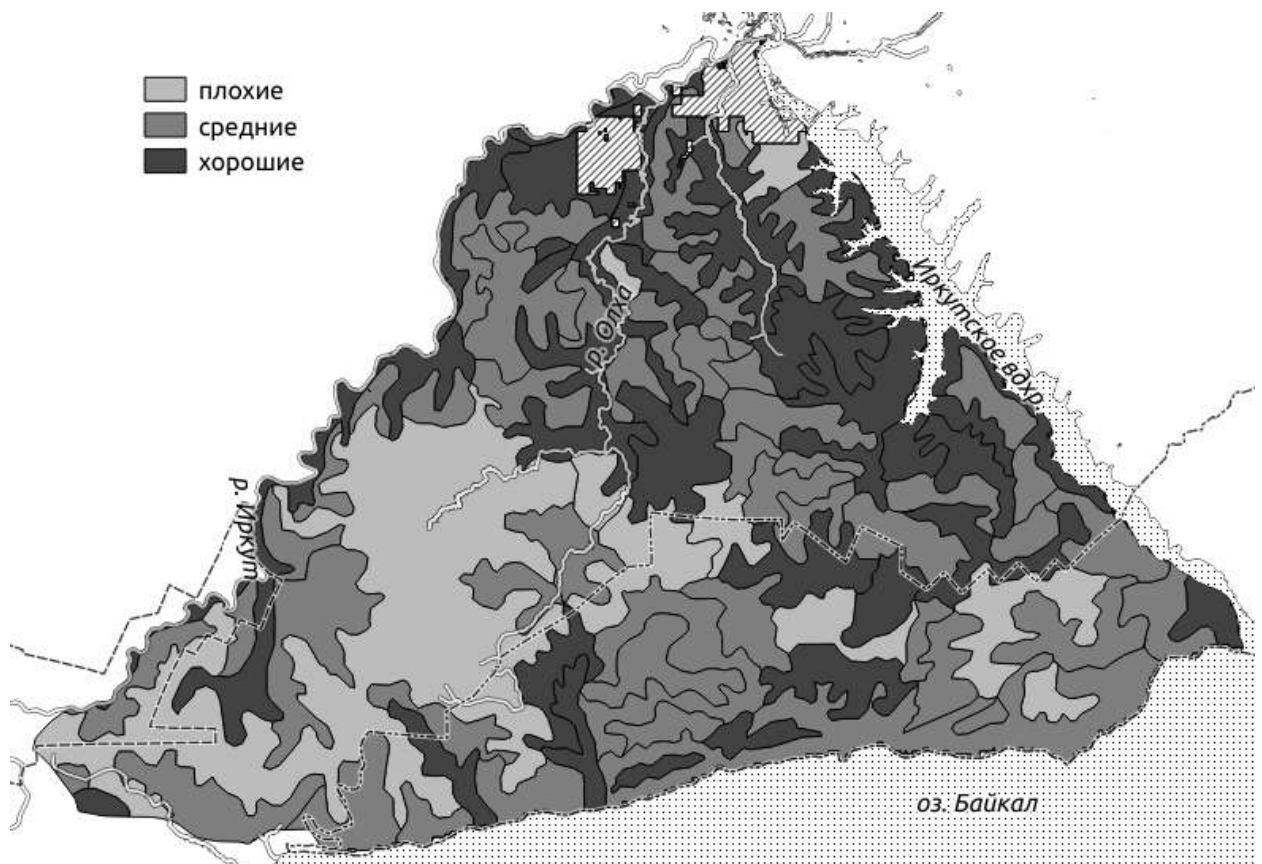 плохие
средние
хорошие
р. Олха
Иркутское вдхр.
р. Иркут
оз. Байкал